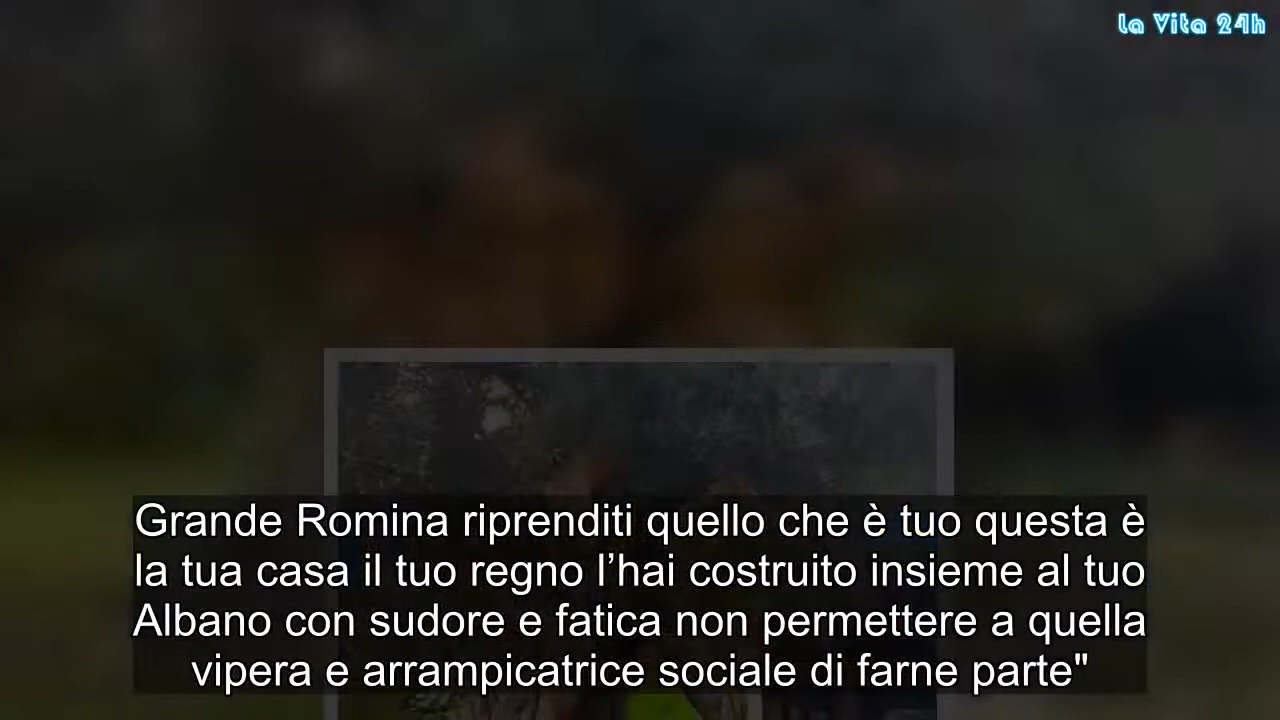 la Vita 24h
Grande Romina riprenditi quello che è tuo questa è
la tua casa il tuo regno l’hai costruito insieme al tuo
Albano con sudore e fatica non permettere a quella
vipera e arrampicatrice sociale di farne parte"